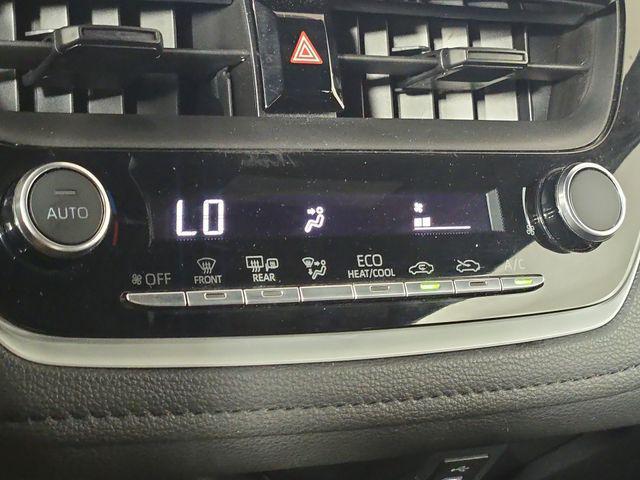 AUTO
LO
OFF
FRONT
REAR
ECO
HEAT/COOL
A/C